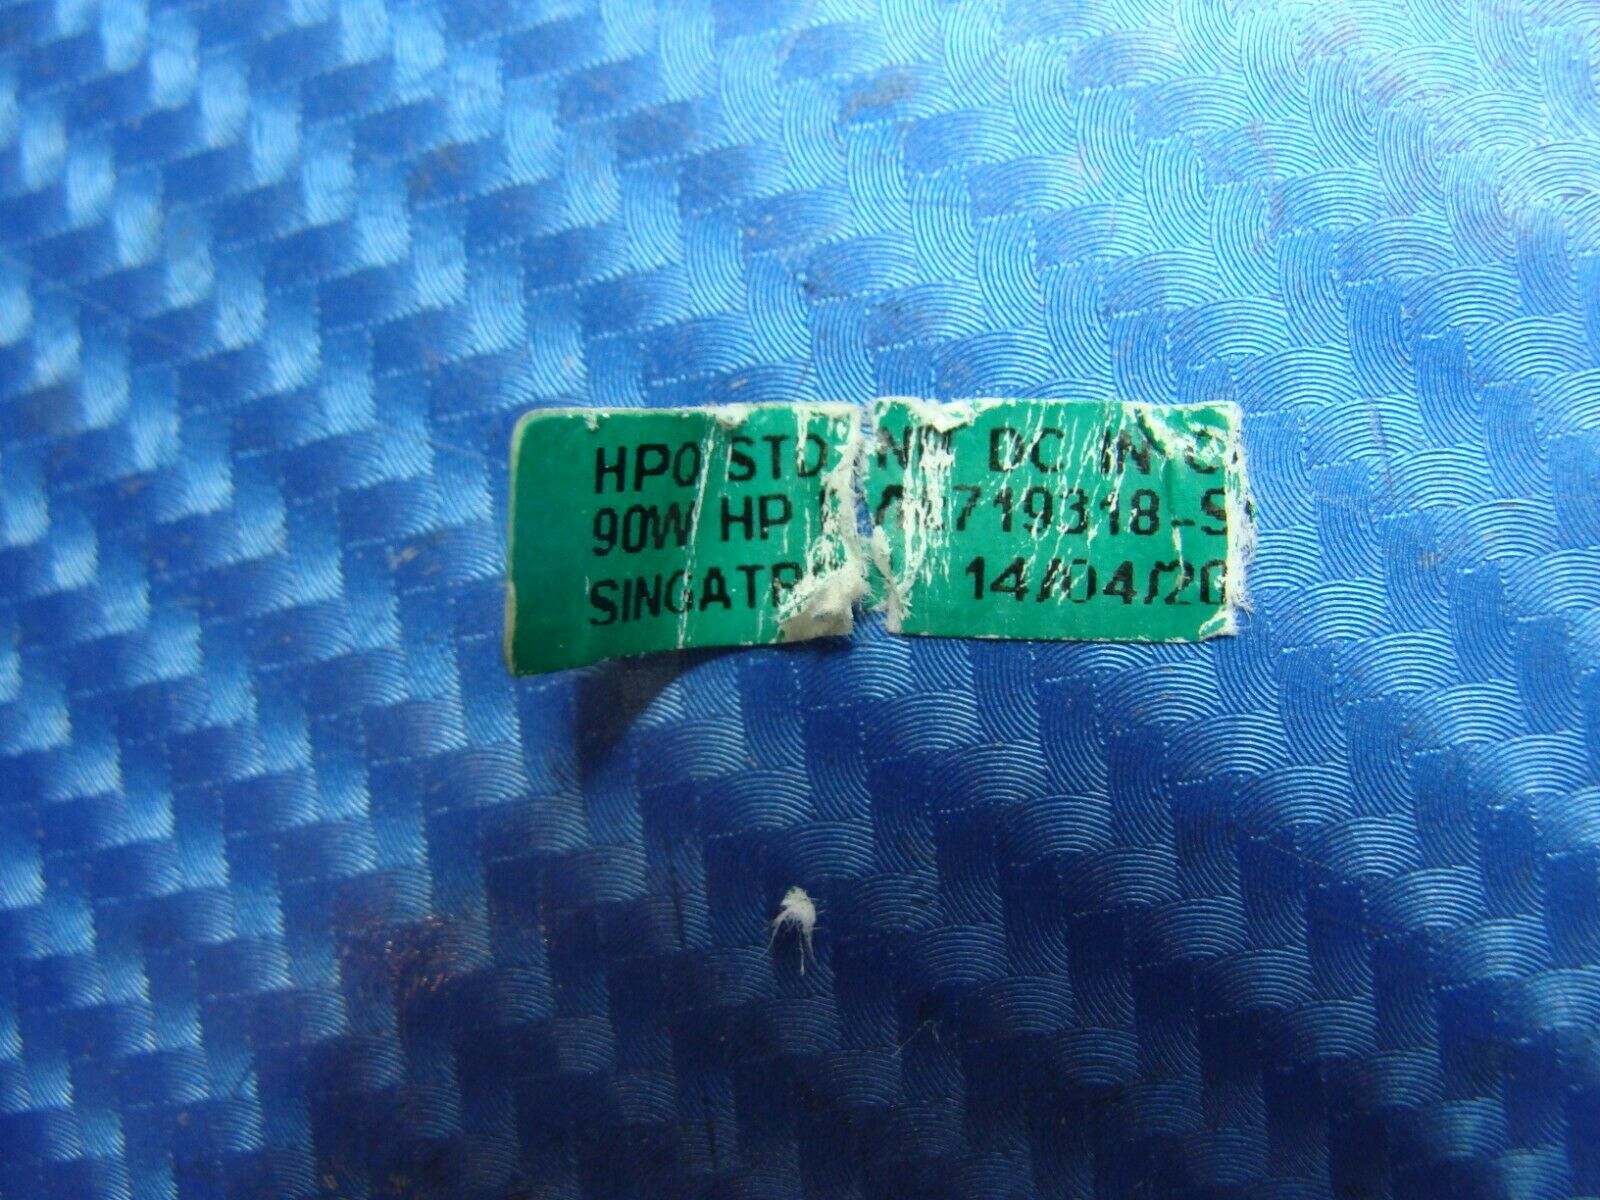 HP0 STD DC IN
90W HP 719318-S
SINGATR 14/04/20